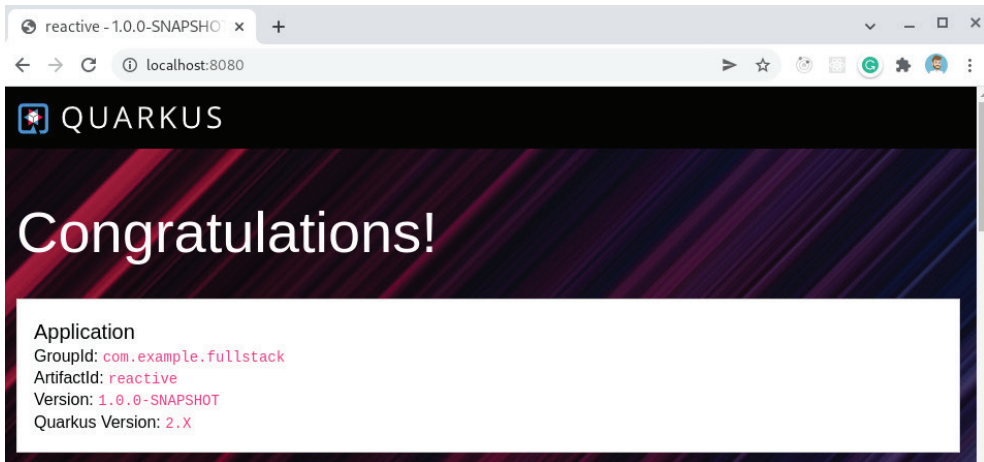 reactive - 1.0.0-SNAPSHO
localhost:8080
QUARKUS
Congratulations!
Application
GroupId: com.example.fullstack
ArtifactId: reactive
Version: 1.0.0-SNAPSHOT
Quarkus Version: 2.X